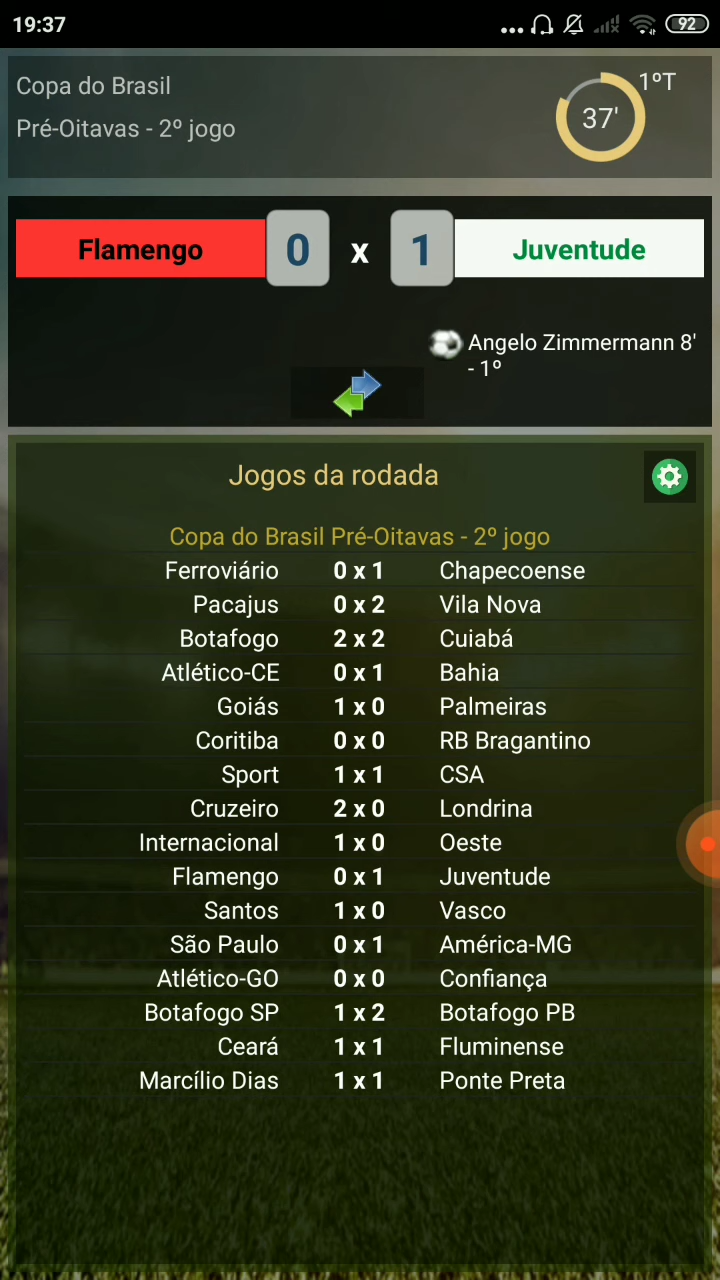 19:37
92
Copa do Brasil
1ºT
Pré-Oitavas - 2º jogo
37'
Flamengo 0 x 1 Juventude
Angelo Zimmermann 8'
- 1º
Jogos da rodada
Copa do Brasil Pré-Oitavas - 2º jogo
Ferroviário 0 x 1 Chapecoense
Pacajus 0 x 2 Vila Nova
Botafogo 2 x 2 Cuiabá
Atlético-CE 0 x 1 Bahia
Goiás 1 x 0 Palmeiras
Coritiba 0 x 0 RB Bragantino
Sport 1 x 1 CSA
Cruzeiro 2 x 0 Londrina
Internacional 1 x 0 Oeste
Flamengo 0 x 1 Juventude
Santos 1 x 0 Vasco
São Paulo 0 x 1 América-MG
Atlético-GO 0 x 0 Confiança
Botafogo SP 1 x 2 Botafogo PB
Ceará 1 x 1 Fluminense
Marcílio Dias 1 x 1 Ponte Preta